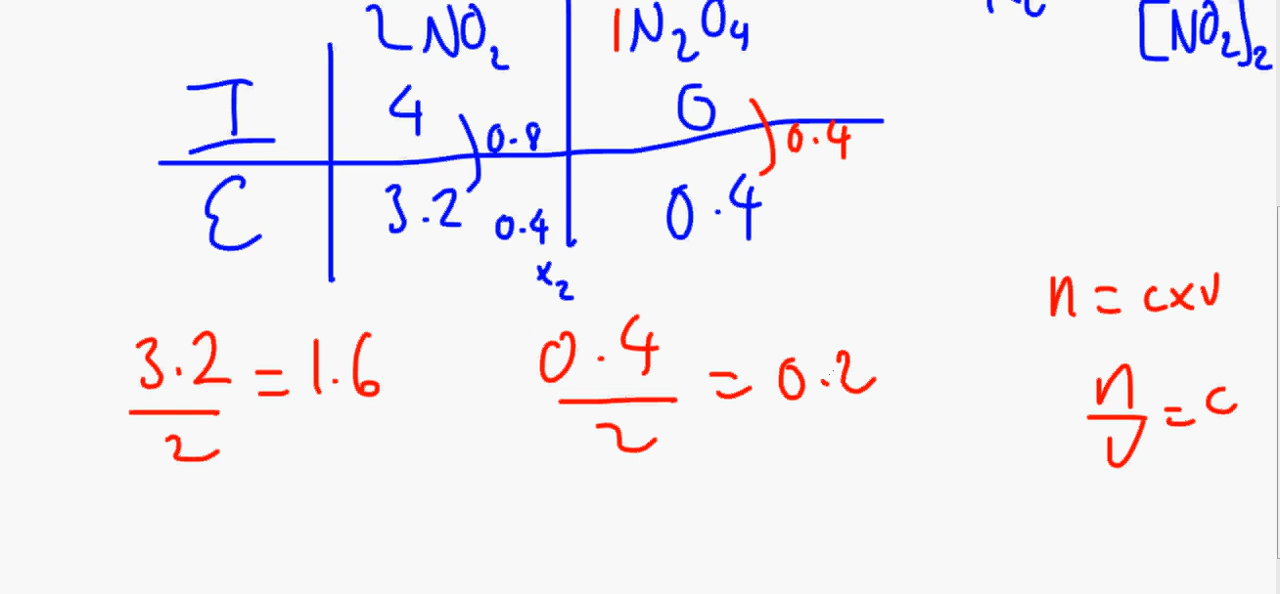 2NO₂ 1N₂O₄ [NO₂]₂
I 4 0.8 0 0.4
E 3.2 0.4 0.4
x2
n = cxv
3.2/2 = 1.6 0.4/2 = 0.2
n/v = c